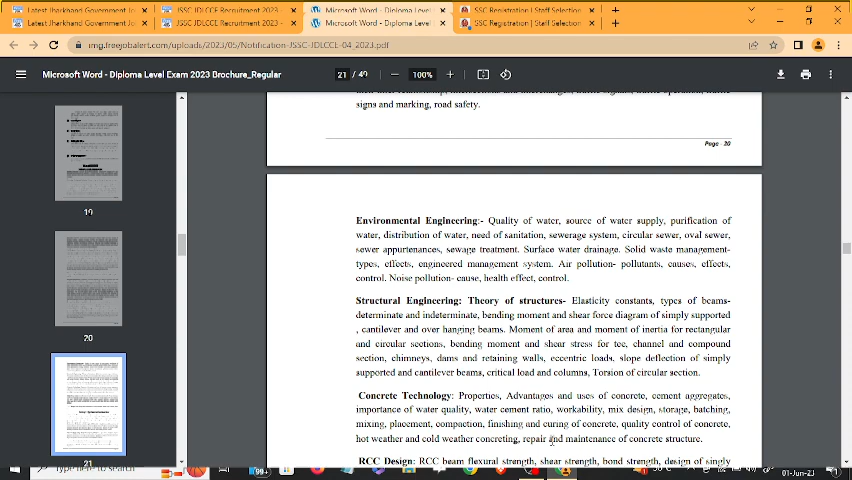 Latest Jharkhand Government Jo
JSSC JDLCCE Recruitment 2023 -
Microsoft Word - Diploma Level
SSC Registration | Staff Selection
Latest Jharkhand Government Jo
JSSC JDLCCE Recruitment 2023 -
Microsoft Word - Diploma Level
SSC Registration | Staff Selection
img.freejobalert.com/uploads/2023/05/Notification-JSSC-JDLCCL-04_2023.pdf
Microsoft Word - Diploma Level Exam 2023 Brochure_Regular
21 / 49
100%
signs and marking, road safety.
Page - 20
19
20
21
Environmental Engineering:- Quality of water, source of water supply, purification of
water, distribution of water, need of sanitation, sewerage system, circular sewer, oval sewer,
sewer appurtenances, sewage treatment. Surface water drainage. Solid waste management-
types, effects, engineered management system. Air pollution- pollutants, causes, effects,
control. Noise pollution- cause, health effect, control.
Structural Engineering: Theory of structures- Elasticity constants, types of beams-
determinate and indeterminate, bending moment and shear force diagram of simply supported
, cantilever and over hanging beams. Moment of area and moment of inertia for rectangular
and circular sections, bending moment and shear stress for tee, channel and compound
section, chimneys, dams and retaining walls, eccentric loads, slope deflection of simply
supported and cantilever beams, critical load and columns, Torsion of circular section.
Concrete Technology: Properties, Advantages and uses of concrete, cement aggregates,
importance of water quality, water cement ratio, workability, mix design, storage, batching,
mixing, placement, compaction, finishing and curing of concrete, quality control of concrete,
hot weather and cold weather concreting, repair and maintenance of concrete structure.
RCC Design: RCC beam flexural strength, shear strength, bond strength, design of singly
Type here to search
99+
01-Jun-23